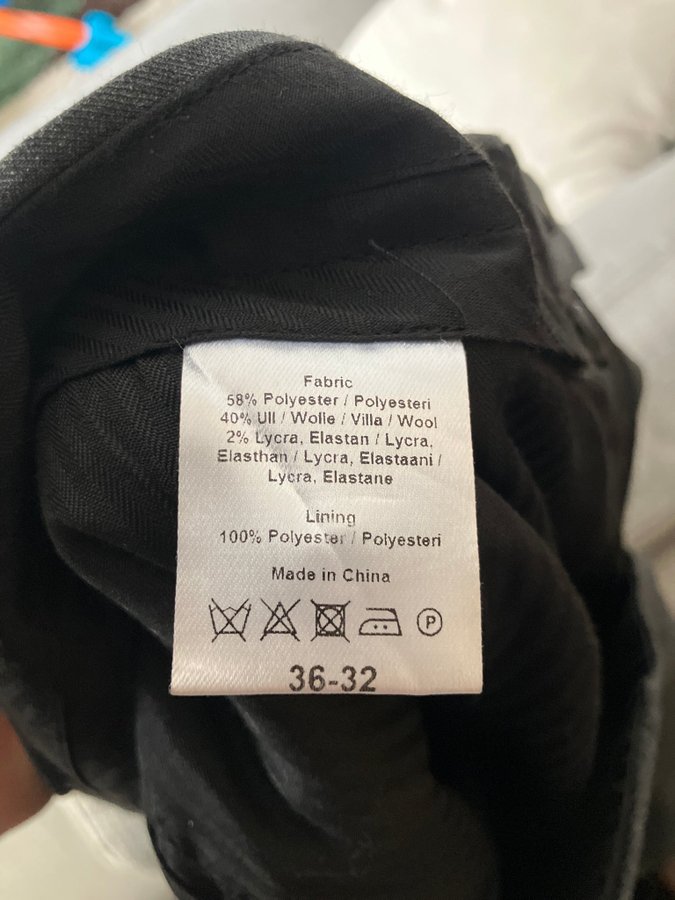 Fabric
58% Polyester / Polyesteri
40% Ull / Wolle / Villa / Wool
2% Lycra, Elastan / Lycra,
Elasthan / Lycra, Elastaani /
Lycra, Elastane
Lining
100% Polyester / Polyesteri
Made in China
P
36-32